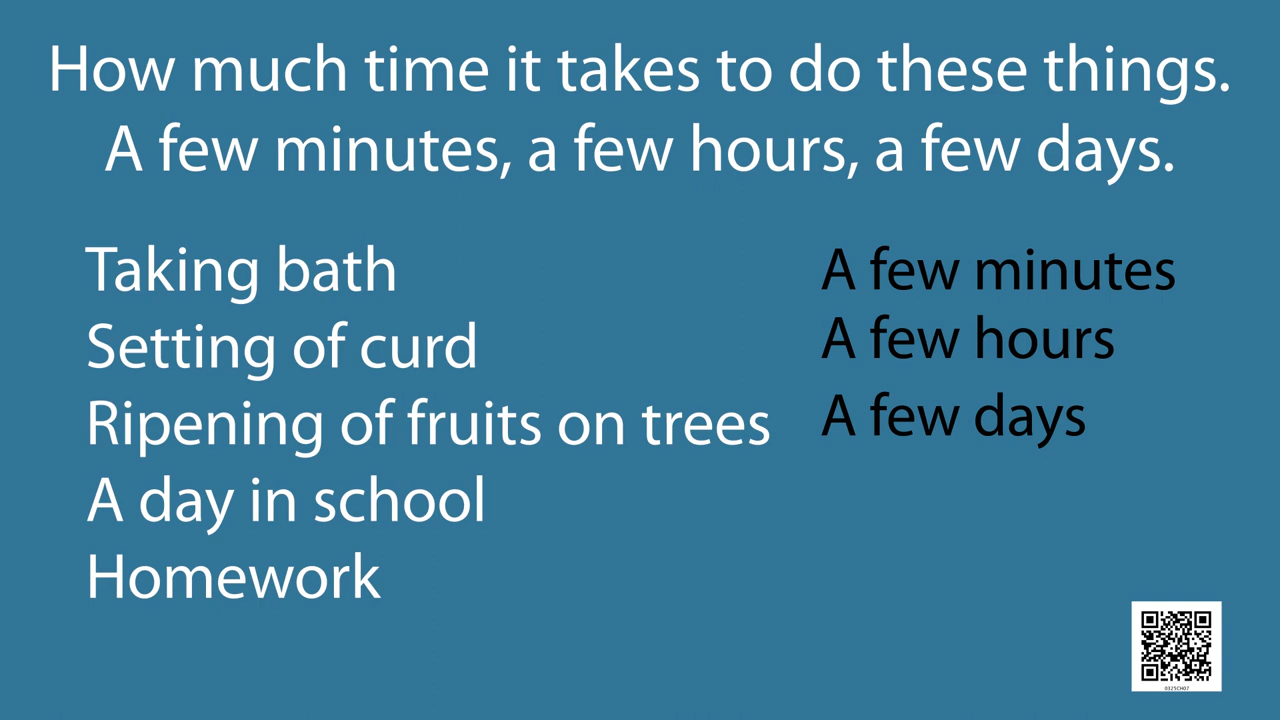 How much time it takes to do these things.
A few minutes, a few hours, a few days.
Taking bath A few minutes
Setting of curd A few hours
Ripening of fruits on trees A few days
A day in school
Homework
0325CH07